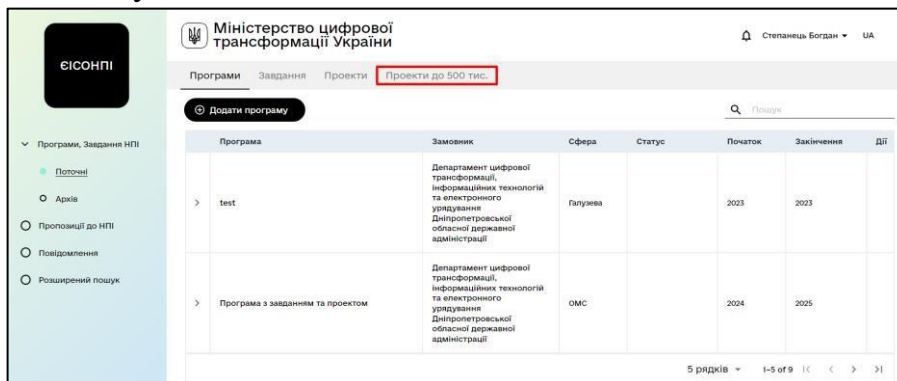 ЄІСОНПІ
Міністерство цифрової
трансформації України
Степанець Богдан
UA
Програми Завдання Проекти Проекти до 500 тис.
Додати програму
Пошук
Програма Замовник Сфера Статус Початок Закінчення Дії
Програми, Завдання НПІ
Поточні
Архів
Пропозиції до НПІ
Повідомлення
Розширений пошук
Департамент цифрової
трансформації,
інформаційних технологій
та електронного
test урядування Галузева 2023 2023
Дніпропетровської
обласної державної
адміністрації
Департамент цифрової
трансформації,
інформаційних технологій
та електронного
Програма з завданням та проектом урядування ОМС 2024 2025
Дніпропетровської
обласної державної
адміністрації
5 рядків 1–5 of 9